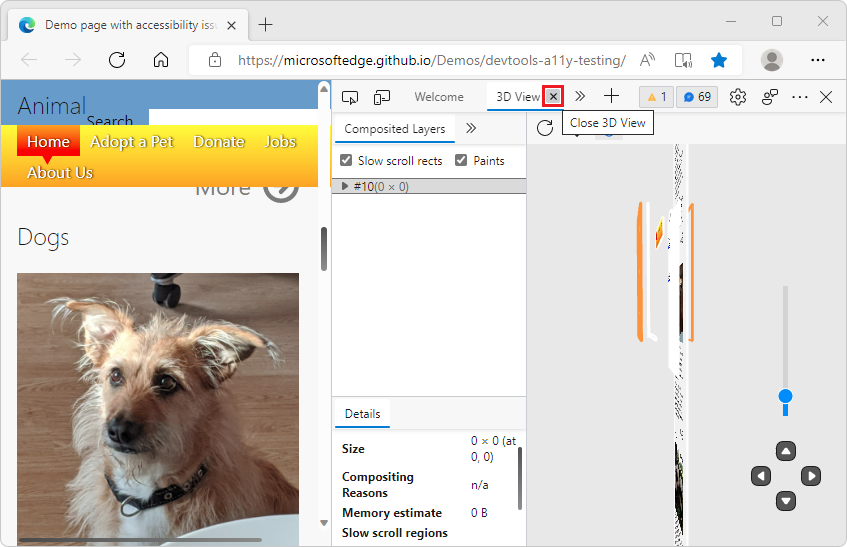 Demo page with accessibility issu
https://microsoftedge.github.io/Demos/devtools-a11y-testing/
Animal
Search
Home Adopt a Pet Donate Jobs
About Us
More
Dogs
Welcome 3D View 1 69
Close 3D View
Composited Layers
Slow scroll rects Paints
#10(0 × 0)
Details
Size 0 × 0 (at 0, 0)
Compositing Reasons n/a
Memory estimate 0 B
Slow scroll regions